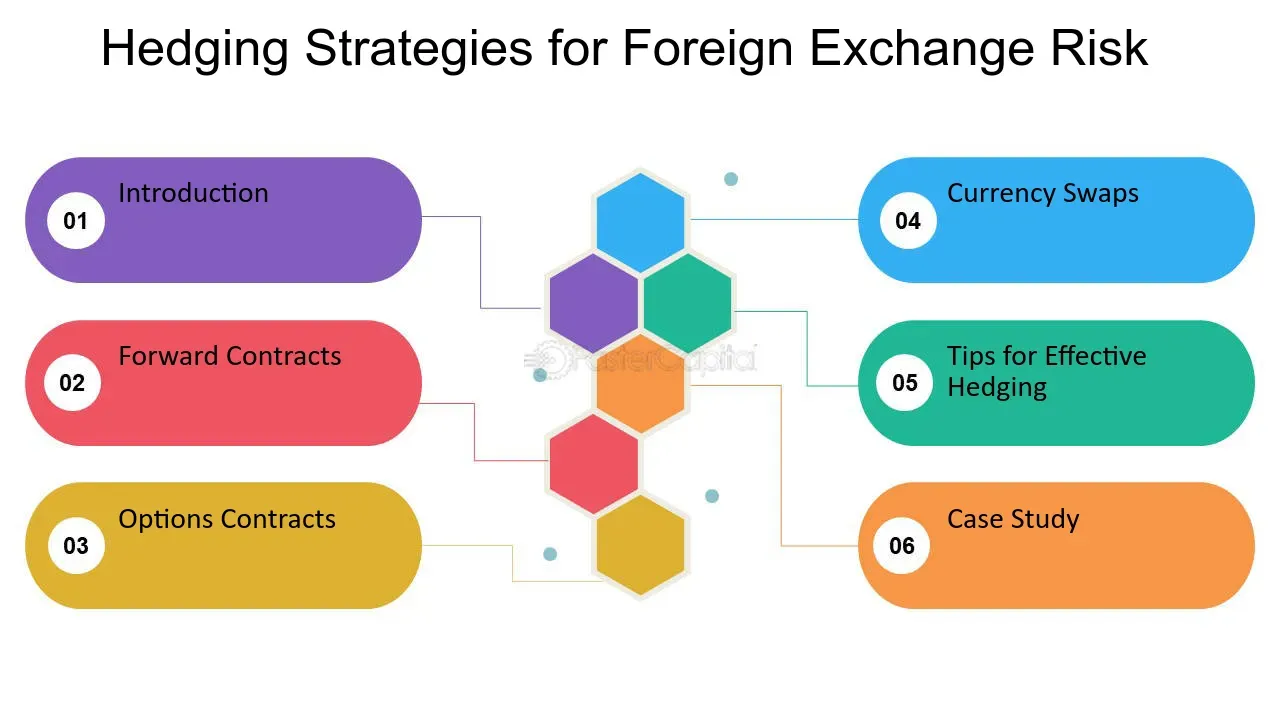 Hedging Strategies for Foreign Exchange Risk
01
Introduction
02
Forward Contracts
03
Options Contracts
04
Currency Swaps
05
Tips for Effective
Hedging
06
Case Study
FasterCapital